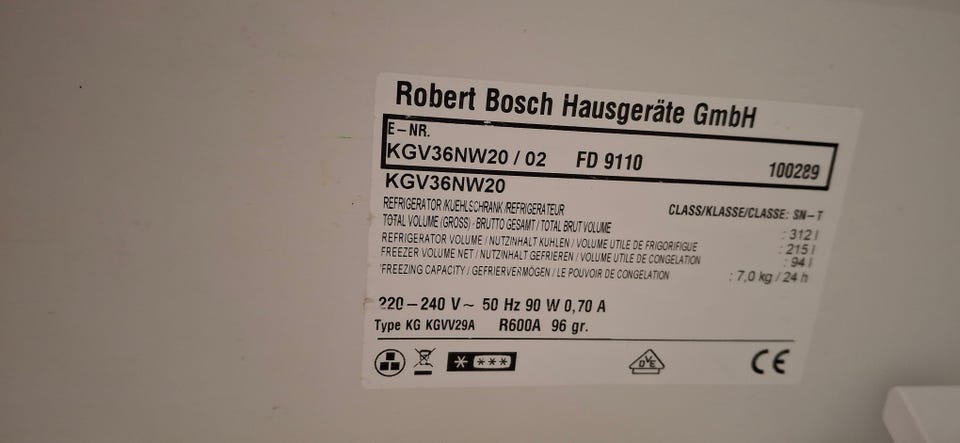 Robert Bosch Hausgeräte GmbH
E-NR.
KGV36NW20 / 02 FD 9110 100289
KGV36NW20
REFRIGERATOR /KUEHLSCHRANK /REFRIGERATEUR CLASS/KLASSE/CLASSE: SN-T
TOTAL VOLUME (GROSS) / BRUTTO GESAMT / TOTAL BRUT VOLUME : 312 l
REFRIGERATOR VOLUME / NUTZINHALT KUHLEN / VOLUME UTILE DE FRIGORIFIQUE : 215 l
FREEZER VOLUME NET / NUTZINHALT GEFRIEREN / VOLUME UTILE DE CONGELATION : 94 l
FREEZING CAPACITY / GEFRIERVERMÖGEN / LE POUVOIR DE CONGELATION : 7,0 kg / 24 h
220-240 V~ 50 Hz 90 W 0,70 A
Type KG KGVV29A R600A 96 gr.
DVE CE